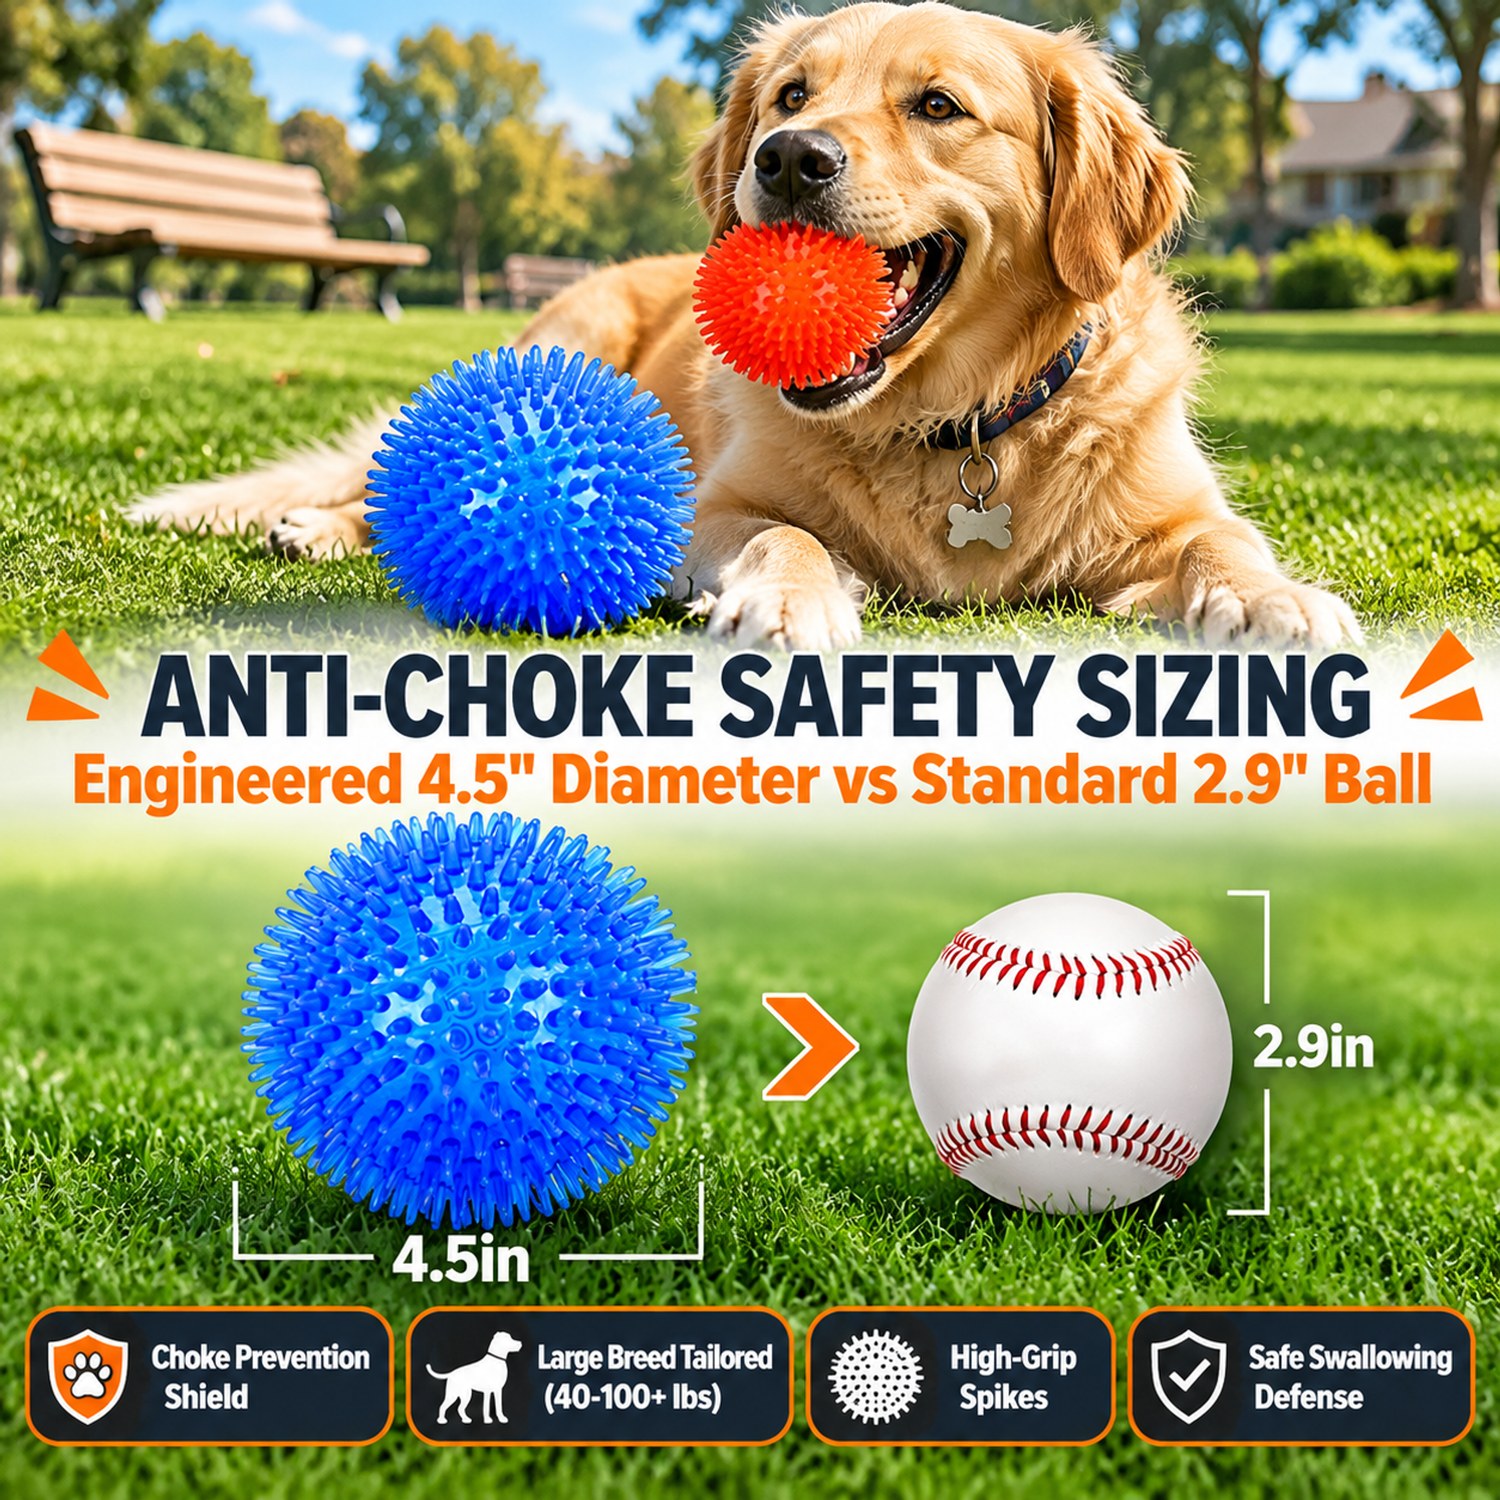 ANTI-CHOKE SAFETY SIZING
Engineered 4.5" Diameter vs Standard 2.9" Ball
2.9in
4.5in
Choke Prevention
Shield
Large Breed Tailored
(40-100+ lbs)
High-Grip
Spikes
Safe Swallowing
Defense